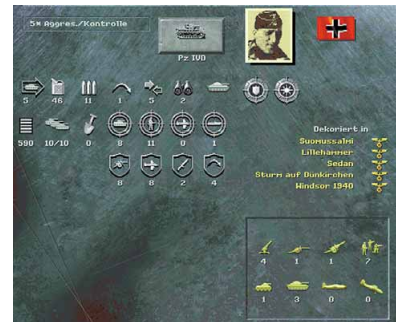 5* Aggres./Kontrolle
Pz IVD
5 46 11 1 5 2
590 10/10 0 8 11 0 1
8 8 2 4
Dekoriert in
Suomussalmi
Lillehammer
Sedan
Sturm auf Dünkirchen
Windsor 1940
4 1 1 7
1 3 0 0